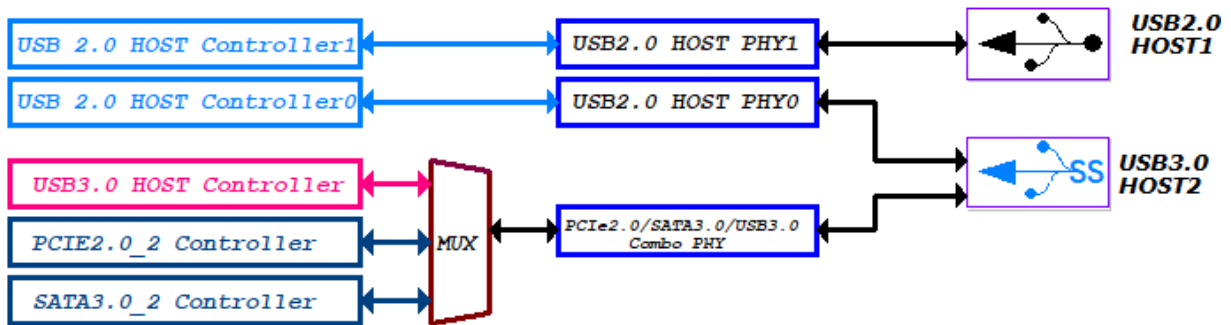 USB 2.0 HOST Controller1
USB2.0 HOST PHY1
USB2.0
HOST1
USB 2.0 HOST Controller0
USB2.0 HOST PHY0
USB3.0 HOST Controller
SS
USB3.0
HOST2
PCIE2.0_2 Controller
MUX
PCIe2.0/SATA3.0/USB3.0
Combo PHY
SATA3.0_2 Controller